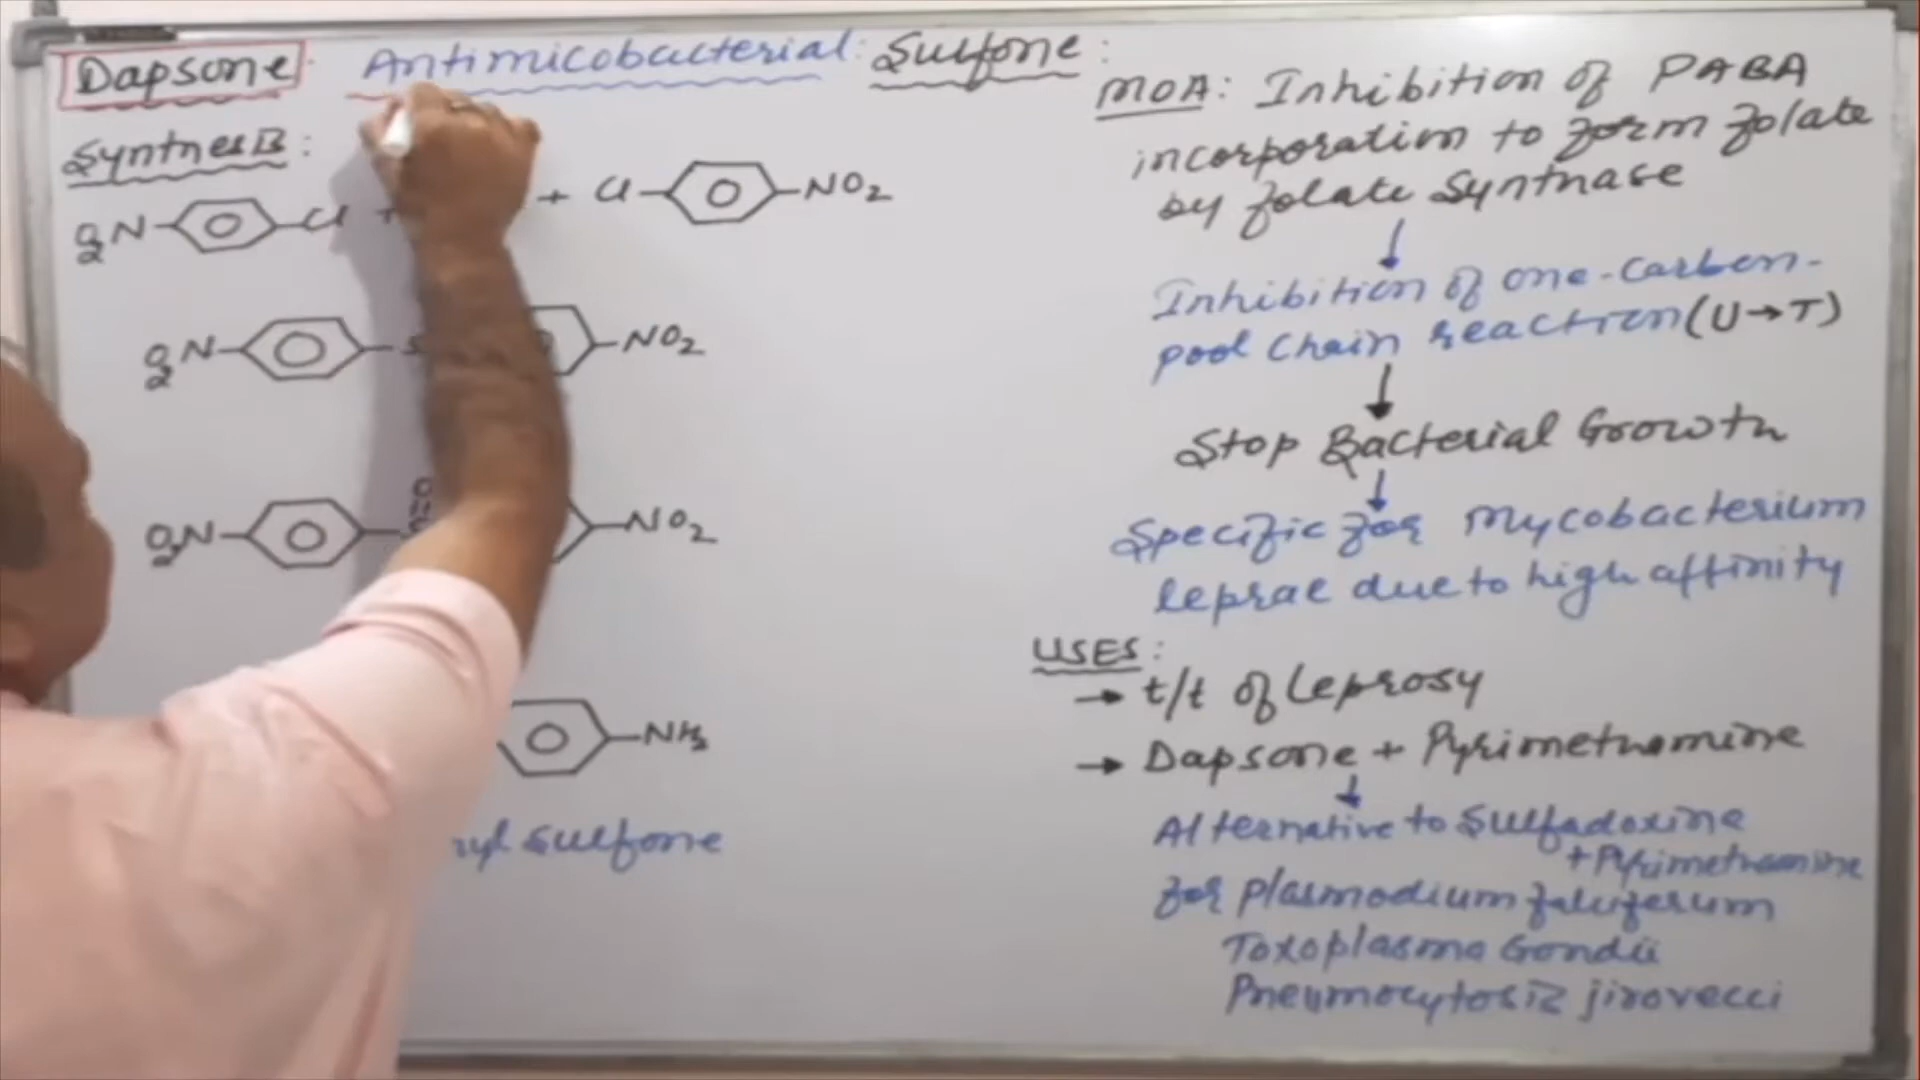 Dapsone. Antimicobacterial: Sulfone:
Synthesis:
O2N Cl + + Cl NO2
O2N S NO2
O2N O NO2
NH2
ryl Sulfone
MOA: Inhibition of PABA
incorporation to form folate
by folate Synthase
↓
Inhibition of one-Carbon-
pool Chain reaction (U→T)
↓
Stop Bacterial Growth
↓
Specific for Mycobacterium
leprae due to high affinity
USES:
→ t/t of Leprosy
→ Dapsone + Pyrimethamine
↓
Alternative to Sulfadoxine
+ Pyrimethamine
for Plasmodium falciferum
Toxoplasma Gondii
Pneumocytosis jirovecci